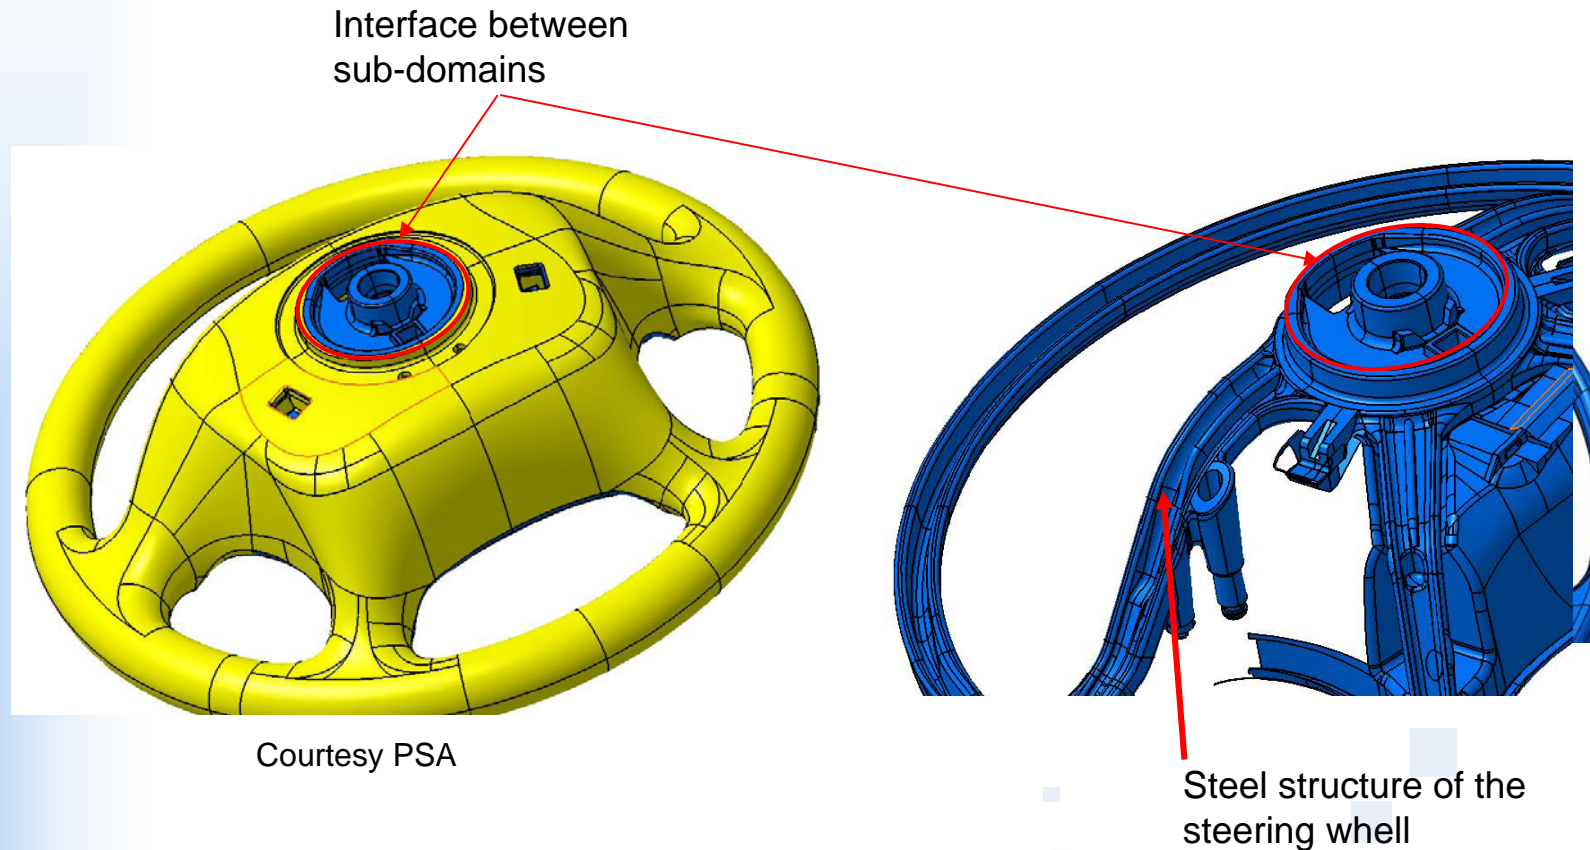 Interface between
sub-domains
Courtesy PSA
Steel structure of the
steering whell